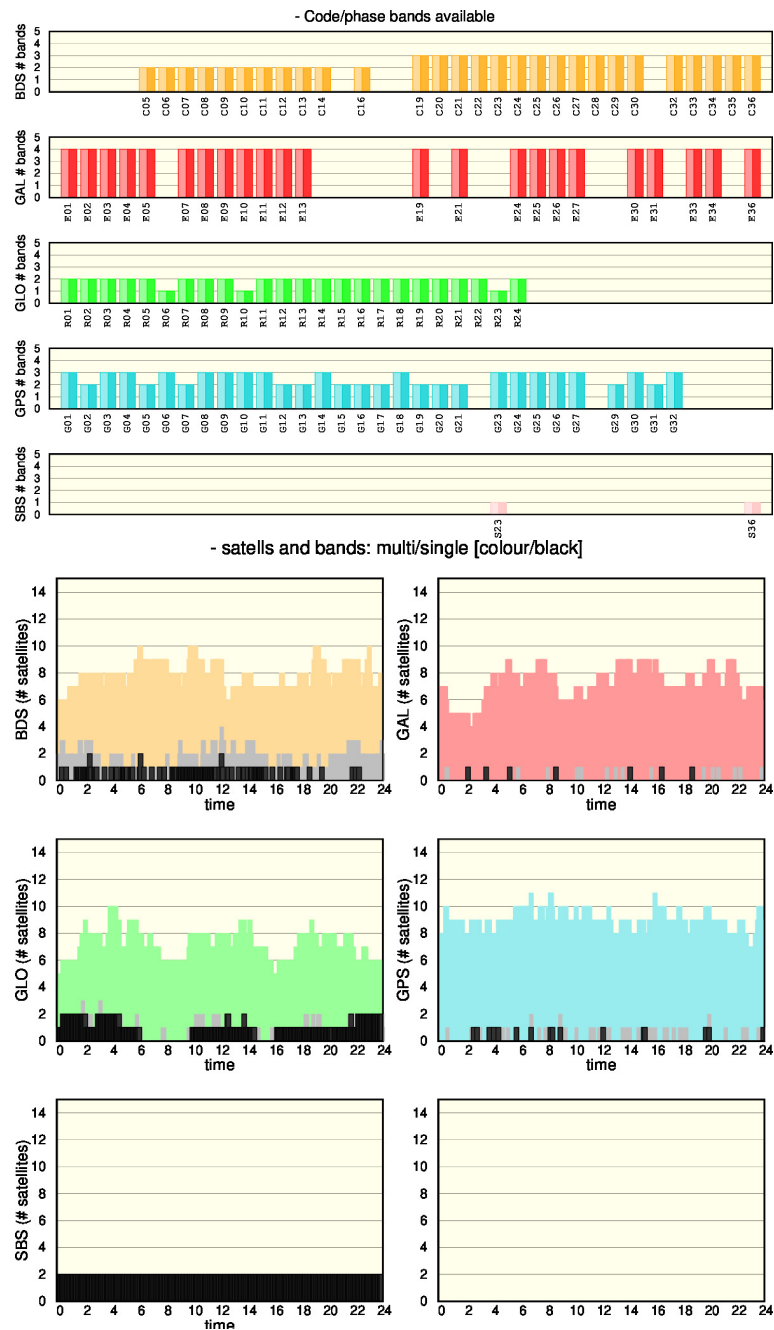 - Code/phase bands available
BDS # bands
5
4
3
2
1
0
C05 C06 C07 C08 C09 C10 C11 C12 C13 C14 C16 C19 C20 C21 C22 C23 C24 C25 C26 C27 C28 C29 C30 C32 C33 C34 C35 C36
GAL # bands
5
4
3
2
1
0
E01 E02 E03 E04 E05 E07 E08 E09 E10 E11 E12 E13 E19 E21 E24 E25 E26 E27 E30 E31 E33 E34 E36
GLO # bands
5
4
3
2
1
0
R01 R02 R03 R04 R05 R06 R07 R08 R09 R10 R11 R12 R13 R14 R15 R16 R17 R18 R19 R20 R21 R22 R23 R24
GPS # bands
5
4
3
2
1
0
G01 G02 G03 G04 G05 G06 G07 G08 G09 G10 G11 G12 G13 G14 G15 G16 G17 G18 G19 G20 G21 G23 G24 G25 G26 G27 G29 G30 G31 G32
SBS # bands
5
4
3
2
1
0
S23 S36
- satells and bands: multi/single [colour/black]
BDS (# satellites)
14
12
10
8
6
4
2
0
0 2 4 6 8 10 12 14 16 18 20 22 24
time
GAL (# satellites)
14
12
10
8
6
4
2
0
0 2 4 6 8 10 12 14 16 18 20 22 24
time
GLO (# satellites)
14
12
10
8
6
4
2
0
0 2 4 6 8 10 12 14 16 18 20 22 24
time
GPS (# satellites)
14
12
10
8
6
4
2
0
0 2 4 6 8 10 12 14 16 18 20 22 24
time
SBS (# satellites)
14
12
10
8
6
4
2
0
0 2 4 6 8 10 12 14 16 18 20 22 24
time
14
12
10
8
6
4
2
0
0 2 4 6 8 10 12 14 16 18 20 22 24